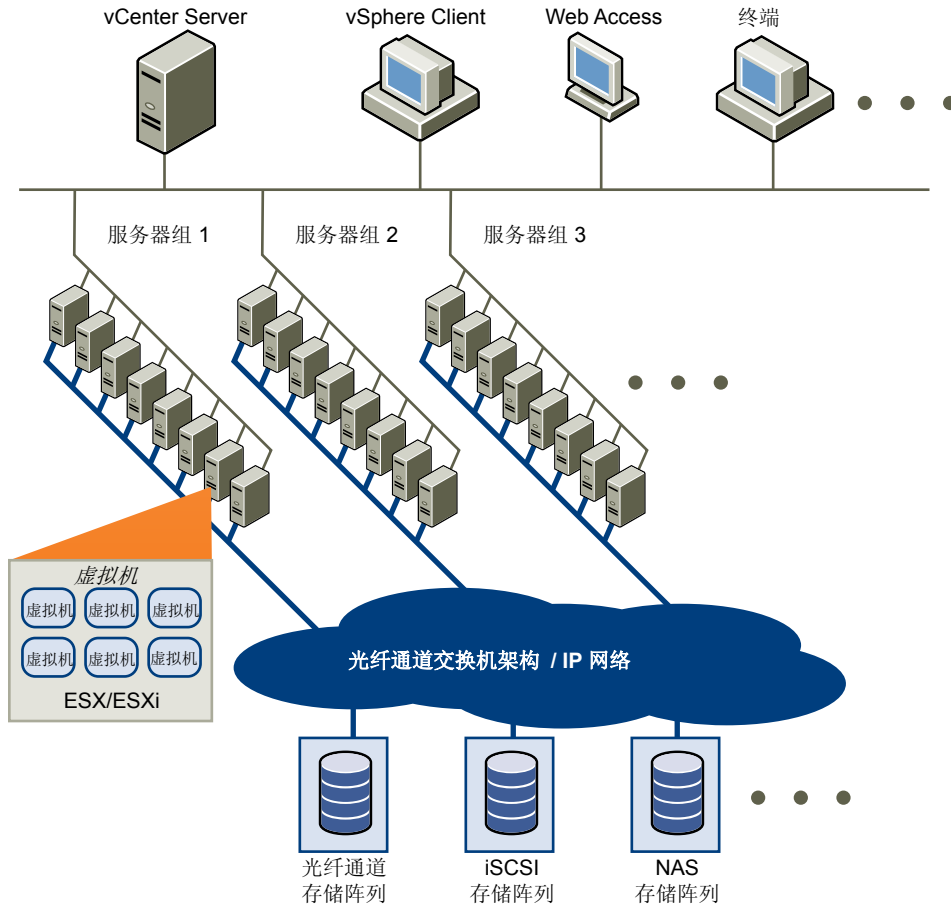 vCenter Server
vSphere Client
Web Access
终端
服务器组 1
服务器组 2
服务器组 3
虚拟机
虚拟机
虚拟机
虚拟机
虚拟机
虚拟机
虚拟机
ESX/ESXi
光纤通道交换机架构 / IP 网络
光纤通道
存储阵列
iSCSI
存储阵列
NAS
存储阵列